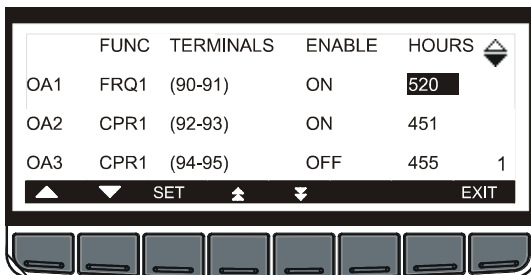 FUNC TERMINALS ENABLE HOURS
OA1 FRQ1 (90-91) ON 520
OA2 CPR1 (92-93) ON 451
OA3 CPR1 (94-95) OFF 455 1
SET EXIT